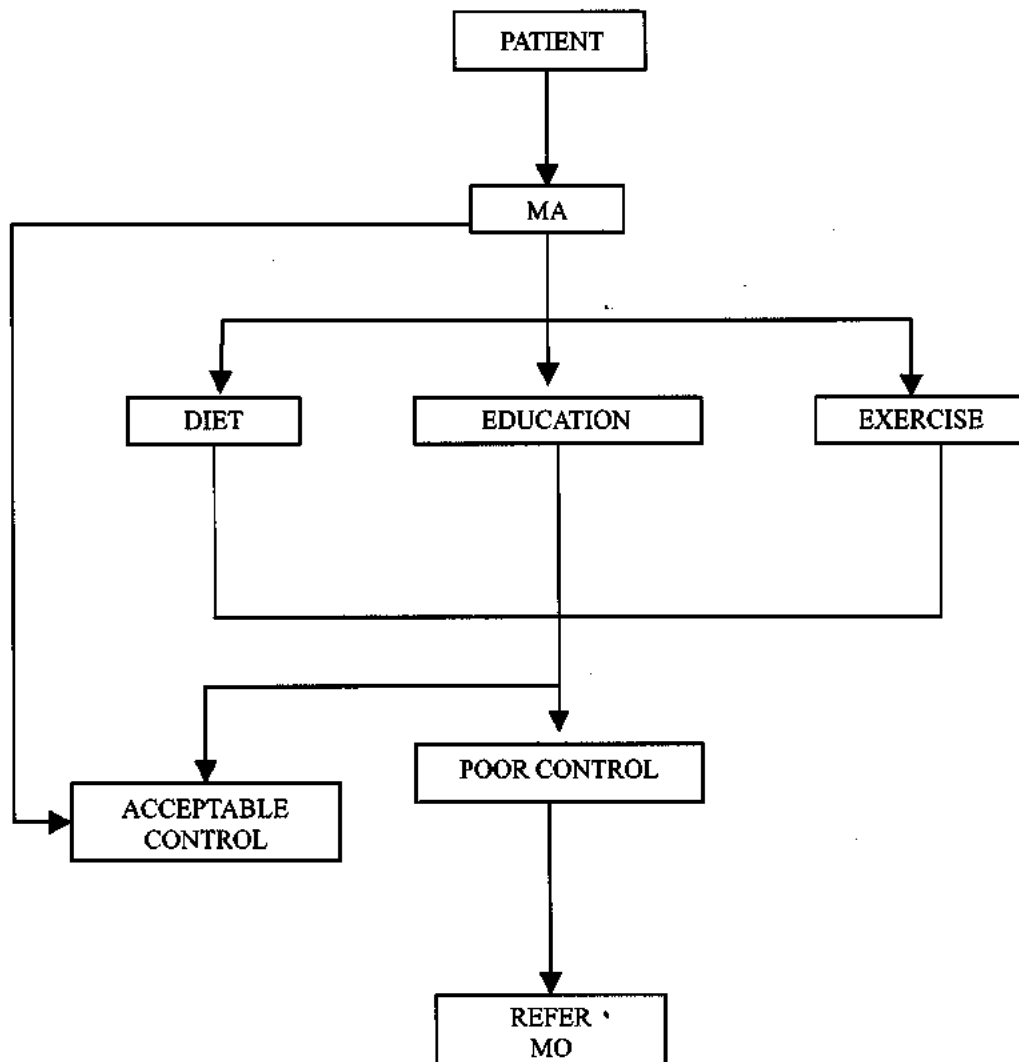 PATIENT
MA
DIET
EDUCATION
EXERCISE
POOR CONTROL
ACCEPTABLE
CONTROL
REFER
MO